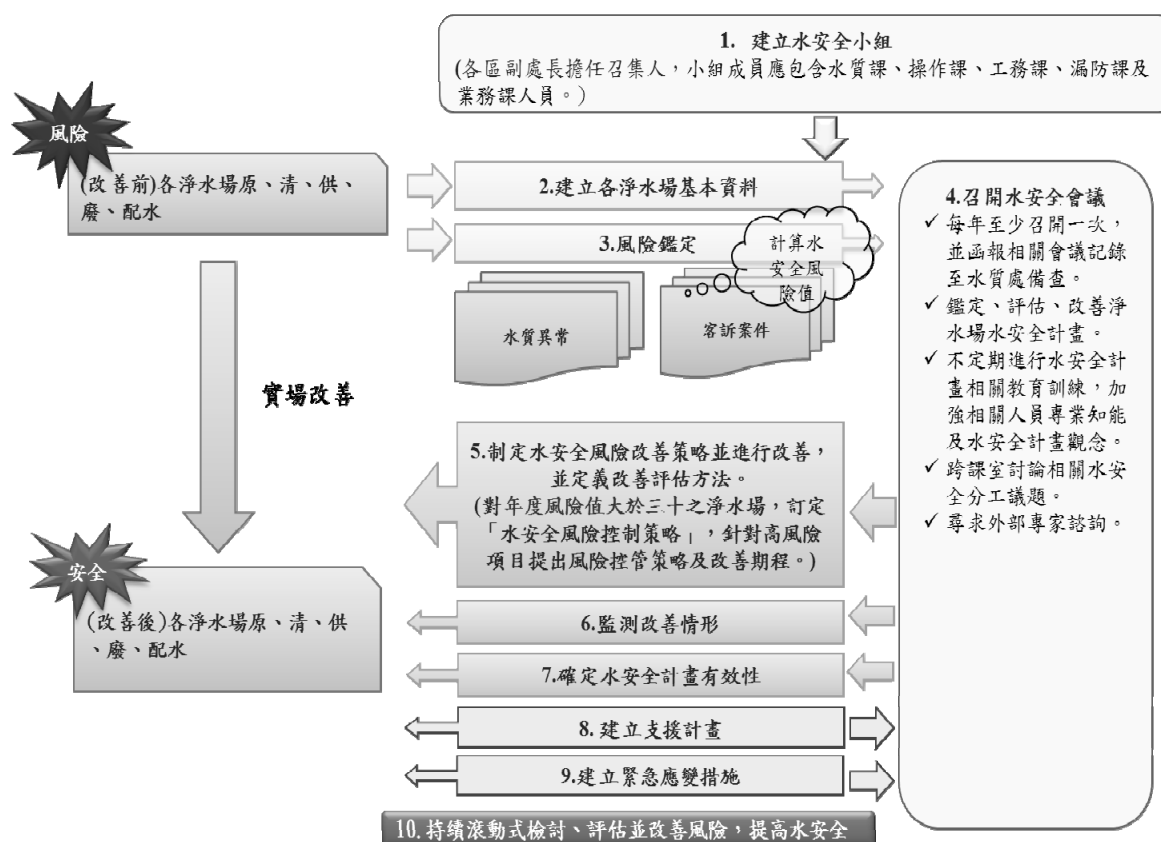 1. 建立水安全小組
(各區副處長擔任召集人，小組成員應包含水質課、操作課、工務課、漏防課及
業務課人員。)
風險
(改善前)各淨水場原、清、供、
廢、配水
2.建立各淨水場基本資料
3.風險鑑定
計算水
安全風
險值
水質異常
客訴案件
4.召開水安全會議
✓ 每年至少召開一次，
並函報相關會議記錄
至水質處備查。
✓ 鑑定、評估、改善淨
水場水安全計畫。
✓ 不定期進行水安全計
畫相關教育訓練，加
強相關人員專業知能
及水安全計畫觀念。
✓ 跨課室討論相關水安
全分工議題。
✓ 尋求外部專家諮詢。
實場改善
5.制定水安全風險改善策略並進行改善，
並定義改善評估方法。
(對年度風險值大於三十之淨水場，訂定
「水安全風險控制策略」，針對高風險
項目提出風險控管策略及改善期程。)
安全
(改善後)各淨水場原、清、供
、廢、配水
6.監測改善情形
7.確定水安全計畫有效性
8. 建立支援計畫
9.建立緊急應變措施
10.持續滾動式檢討、評估並改善風險，提高水安全